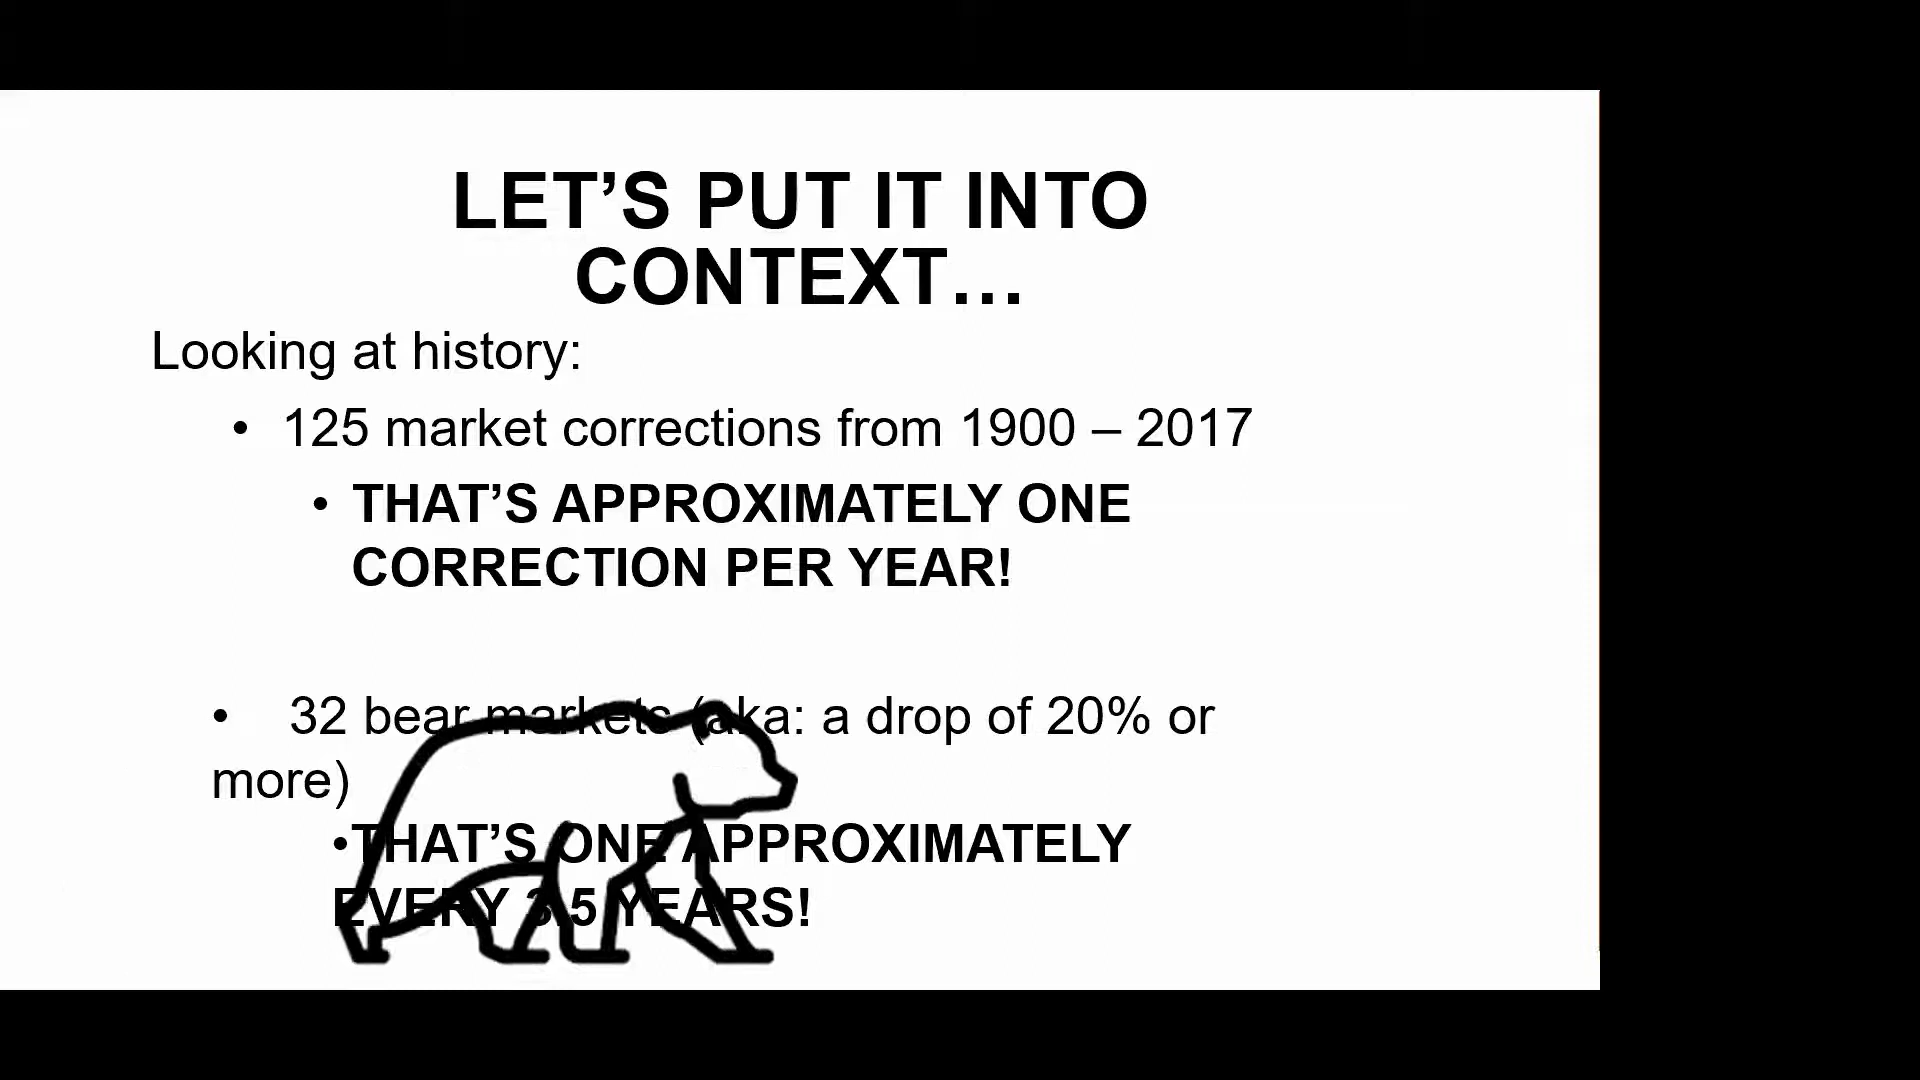 LET’S PUT IT INTO
CONTEXT…
Looking at history:
• 125 market corrections from 1900 – 2017
• THAT’S APPROXIMATELY ONE
CORRECTION PER YEAR!
• 32 bear markets (aka: a drop of 20% or
more)
•THAT’S ONE APPROXIMATELY
EVERY 3.5 YEARS!